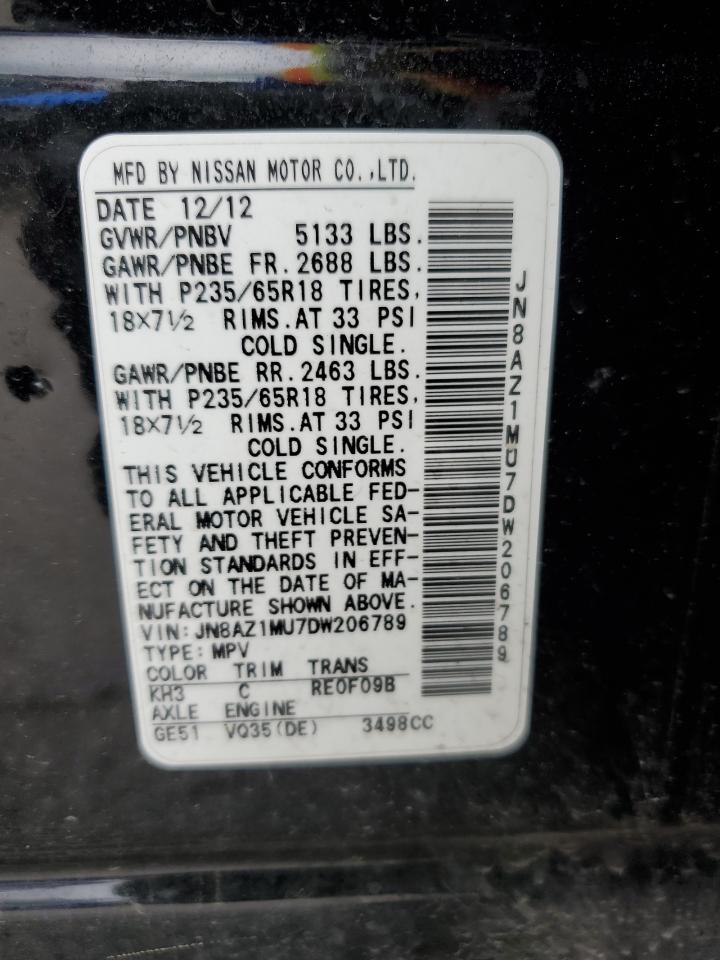 MFD BY NISSAN MOTOR CO.,LTD.
DATE 12/12
GVWR/PNBV 5133 LBS.
GAWR/PNBE FR. 2688 LBS.
WITH P235/65R18 TIRES,
18X7½ RIMS. AT 33 PSI
COLD SINGLE.
GAWR/PNBE RR. 2463 LBS.
WITH P235/65R18 TIRES,
18X7½ RIMS. AT 33 PSI
COLD SINGLE.
THIS VEHICLE CONFORMS
TO ALL APPLICABLE FED-
ERAL MOTOR VEHICLE SA-
FETY AND THEFT PREVEN-
TION STANDARDS IN EFF-
ECT ON THE DATE OF MA-
NUFACTURE SHOWN ABOVE.
VIN:JN8AZ1MU7DW206789
TYPE:MPV
COLOR TRIM TRANS
KH3 C RE0F09B
AXLE ENGINE
GE51 VQ35(DE) 3498CC
JN8AZ1MU7DW206789